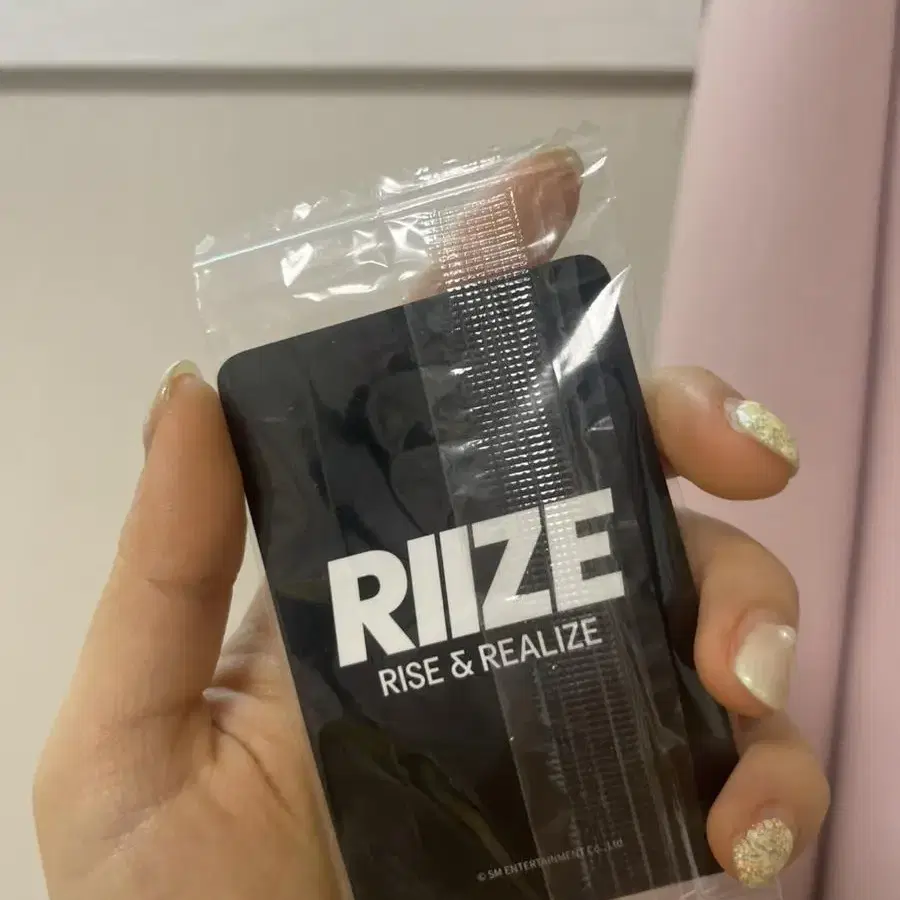 RIIZE
RISE & REALIZE
© SM ENTERTAINMENT Co., Ltd